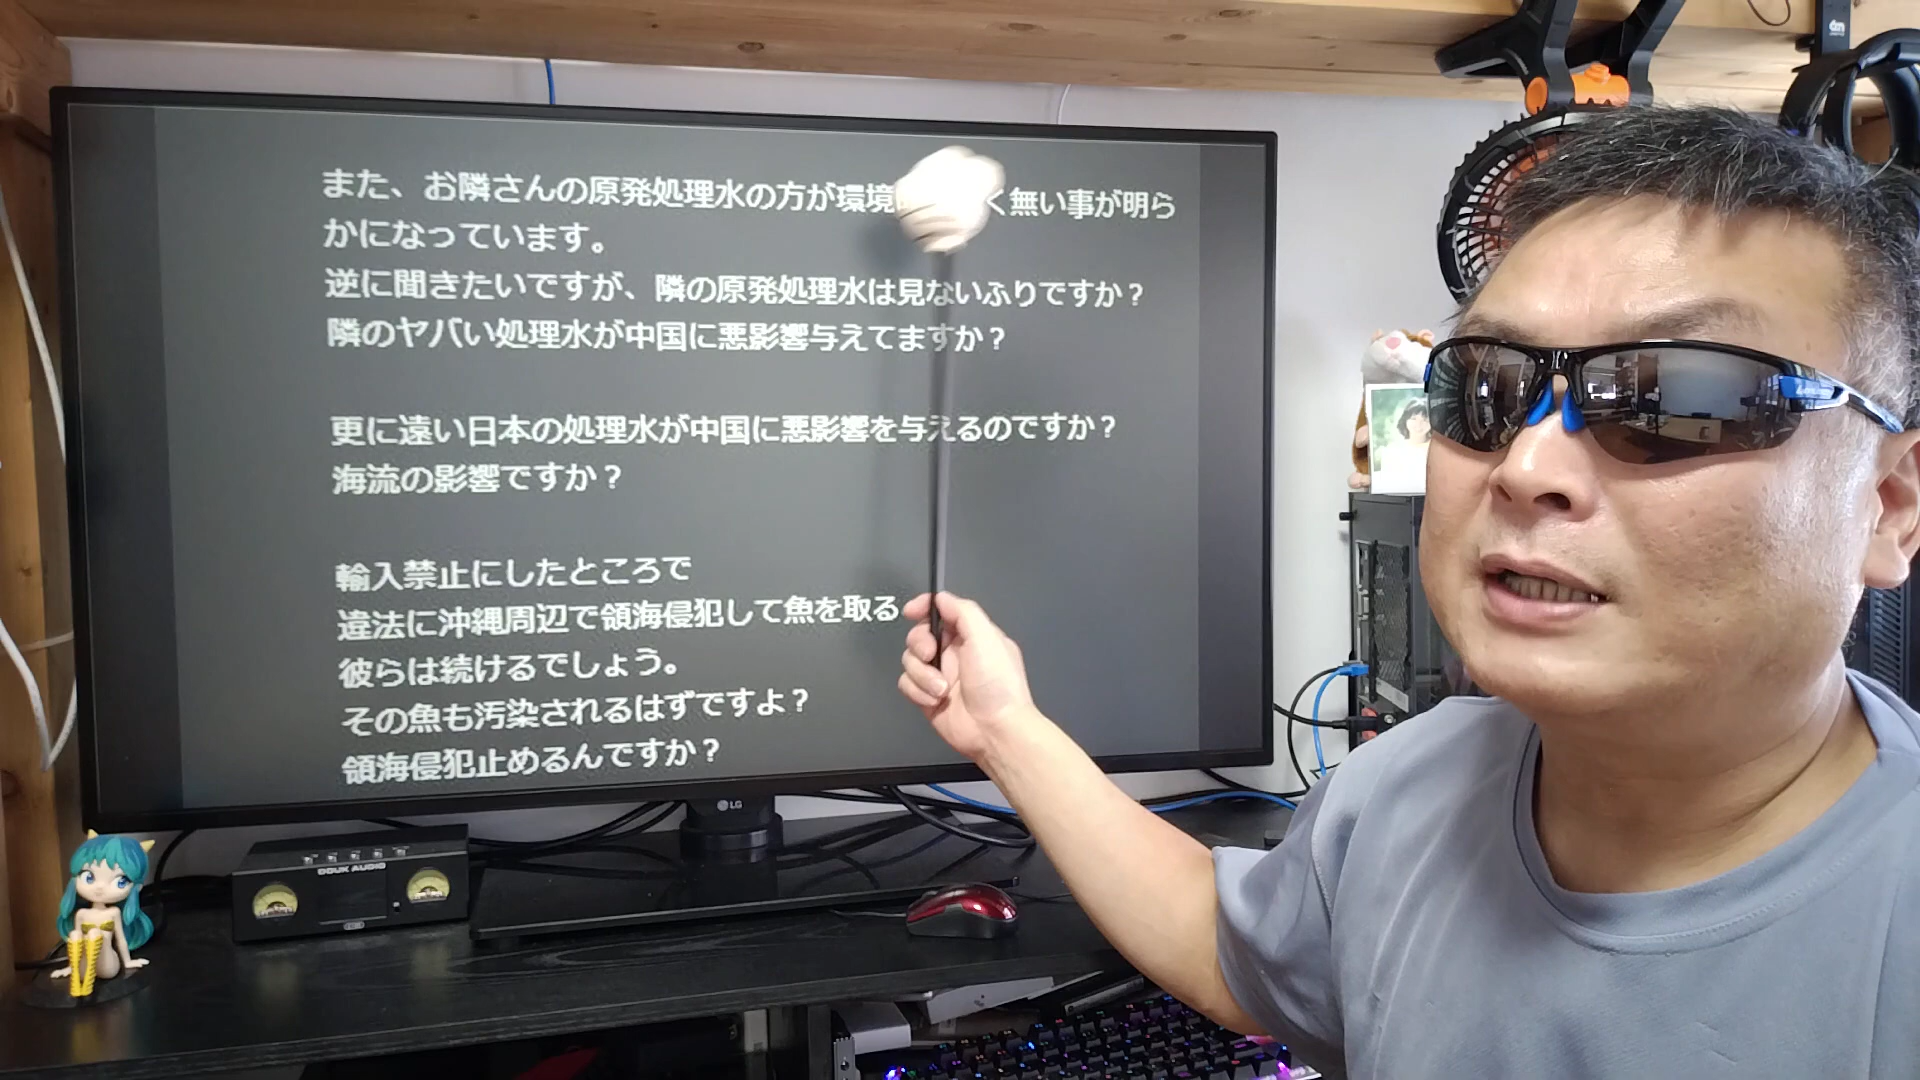 また、お隣さんの原発処理水の方が環境 く無い事が明ら
かになっています。
逆に聞きたいですが、隣の原発処理水は見ないふりですか？
隣のヤバい処理水が中国に悪影響与えてますか？
更に遠い日本の処理水が中国に悪影響を与えるのですか？
海流の影響ですか？
輸入禁止にしたところで
違法に沖縄周辺で領海侵犯して魚を取る
彼らは続けるでしょう。
その魚も汚染されるはずですよ？
領海侵犯止めるんですか？
LG
DOUK AUDIO